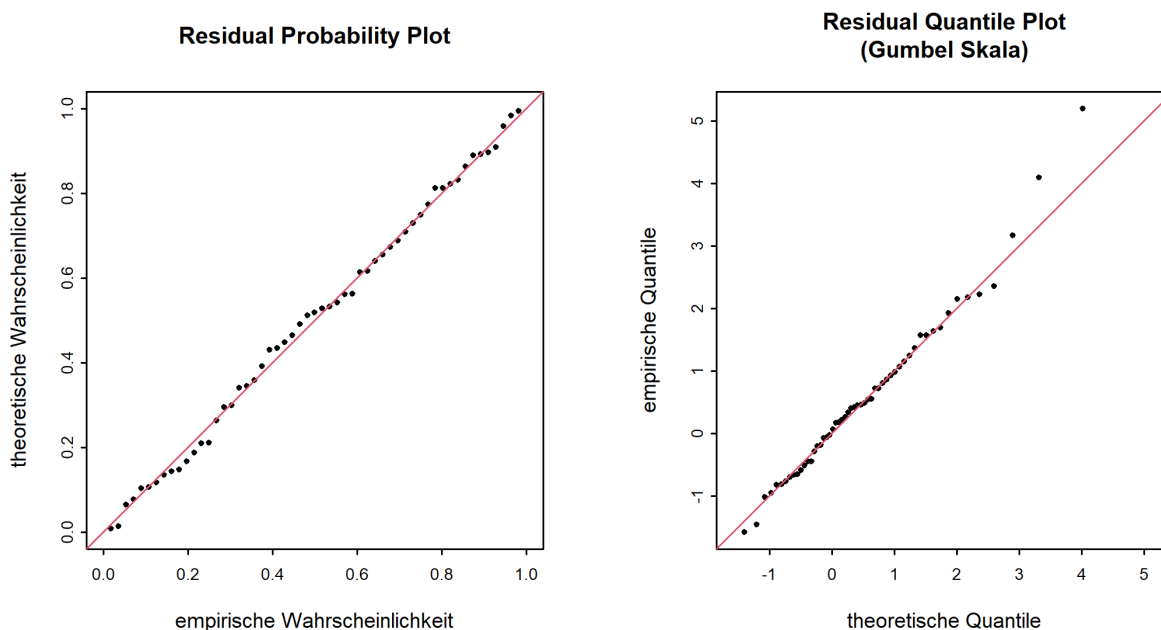 Residual Probability Plot
theoretische Wahrscheinlichkeit
0.0 0.2 0.4 0.6 0.8 1.0
0.0 0.2 0.4 0.6 0.8 1.0
empirische Wahrscheinlichkeit
Residual Quantile Plot
(Gumbel Skala)
empirische Quantile
-1 0 1 2 3 4 5
-1 0 1 2 3 4 5
theoretische Quantile